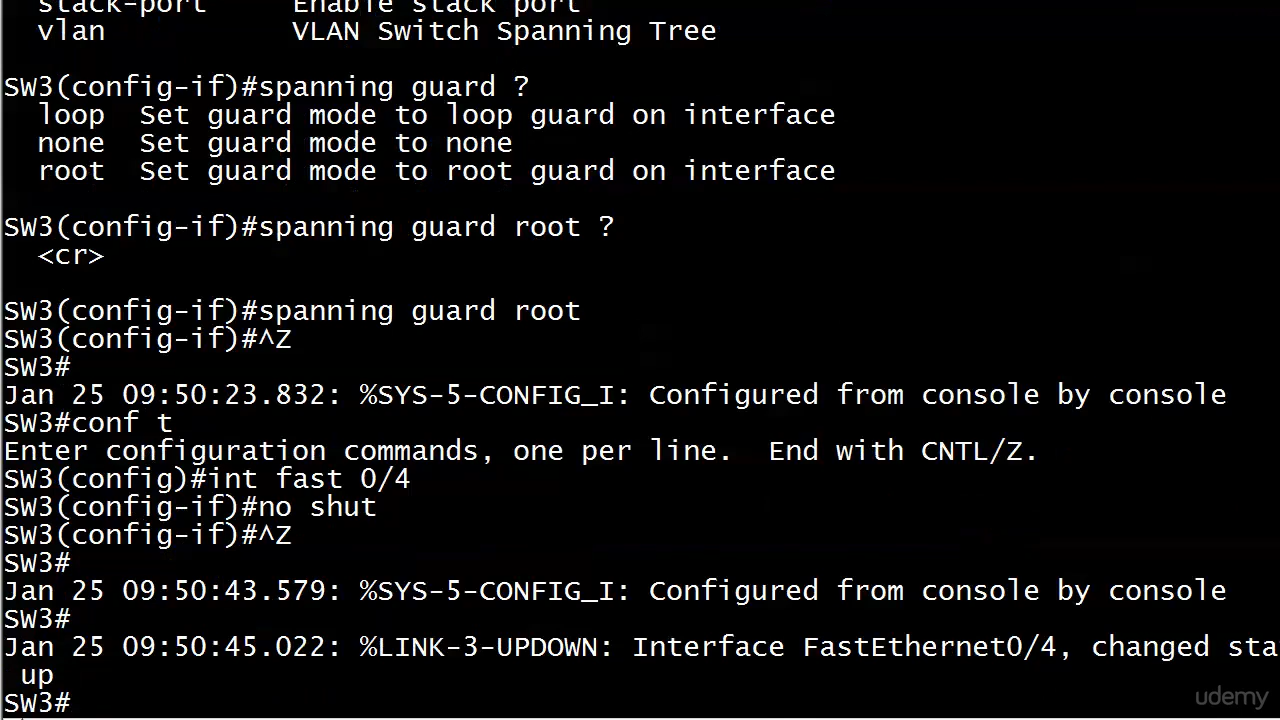 stack-port     Enable stack port
vlan           VLAN Switch Spanning Tree
SW3(config-if)#spanning guard ?
loop  Set guard mode to loop guard on interface
none  Set guard mode to none
root  Set guard mode to root guard on interface
SW3(config-if)#spanning guard root ?
<cr>
SW3(config-if)#spanning guard root
SW3(config-if)#^Z
SW3#
Jan 25 09:50:23.832: %SYS-5-CONFIG_I: Configured from console by console
SW3#conf t
Enter configuration commands, one per line.  End with CNTL/Z.
SW3(config)#int fast 0/4
SW3(config-if)#no shut
SW3(config-if)#^Z
SW3#
Jan 25 09:50:43.579: %SYS-5-CONFIG_I: Configured from console by console
SW3#
Jan 25 09:50:45.022: %LINK-3-UPDOWN: Interface FastEthernet0/4, changed sta
up
SW3#
udemy